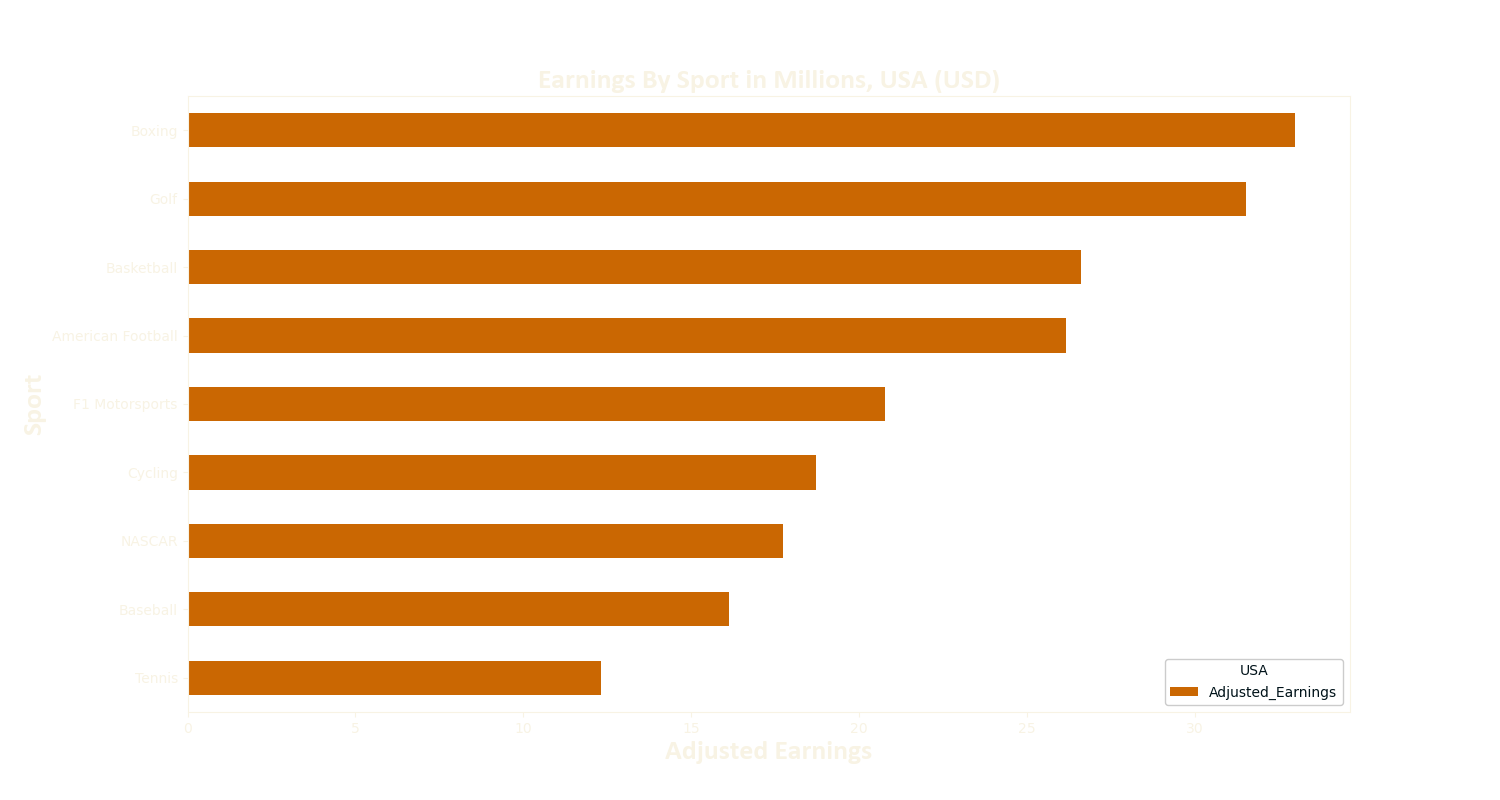 Earnings By Sport in Millions, USA (USD)
Boxing
Golf
Basketball
American Football
F1 Motorsports
Cycling
NASCAR
Baseball
Tennis
Sport
USA
Adjusted_Earnings
0 5 10 15 20 25 30
Adjusted Earnings